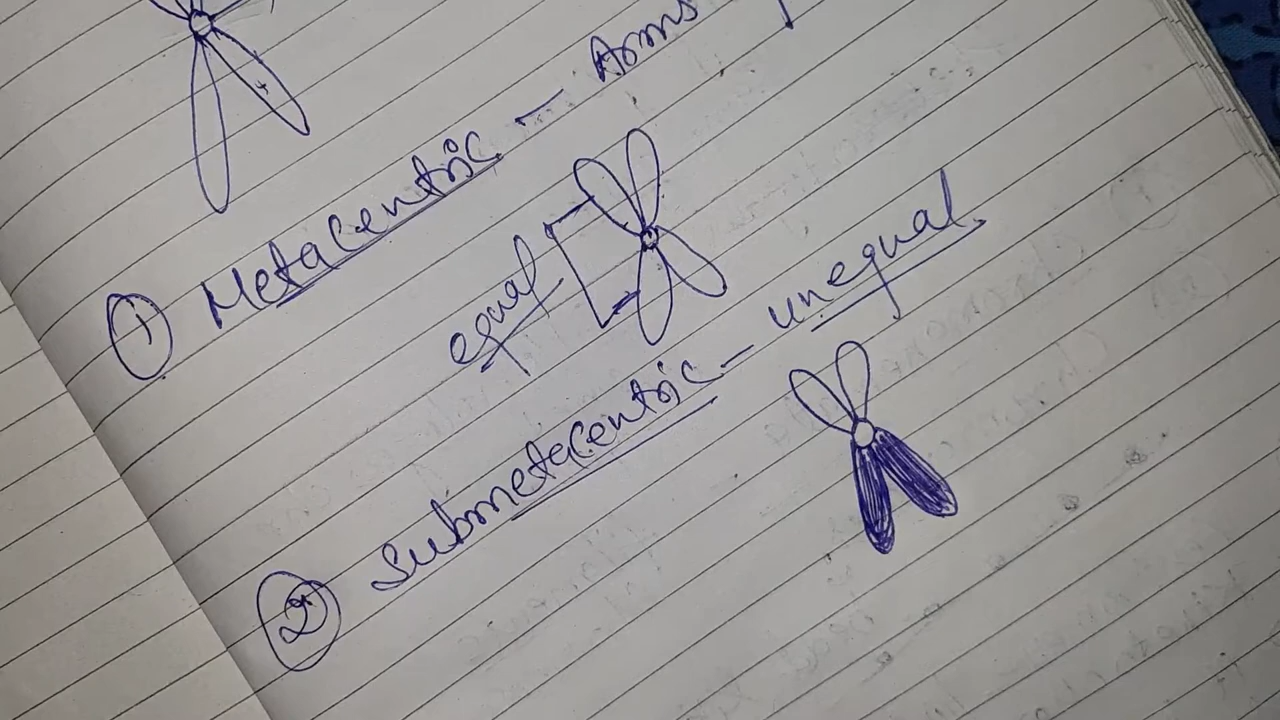 ① Metacentric — Arms
equal
② Submetacentric — unequal